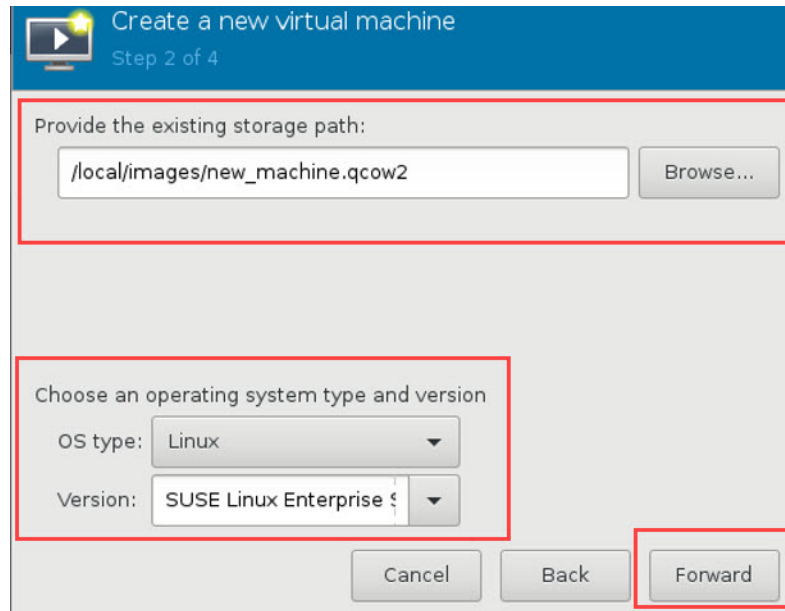 Create a new virtual machine
Step 2 of 4
Provide the existing storage path:
/local/images/new_machine.qcow2 Browse...
Choose an operating system type and version
OS type: Linux
Version: SUSE Linux Enterprise
Cancel Back Forward